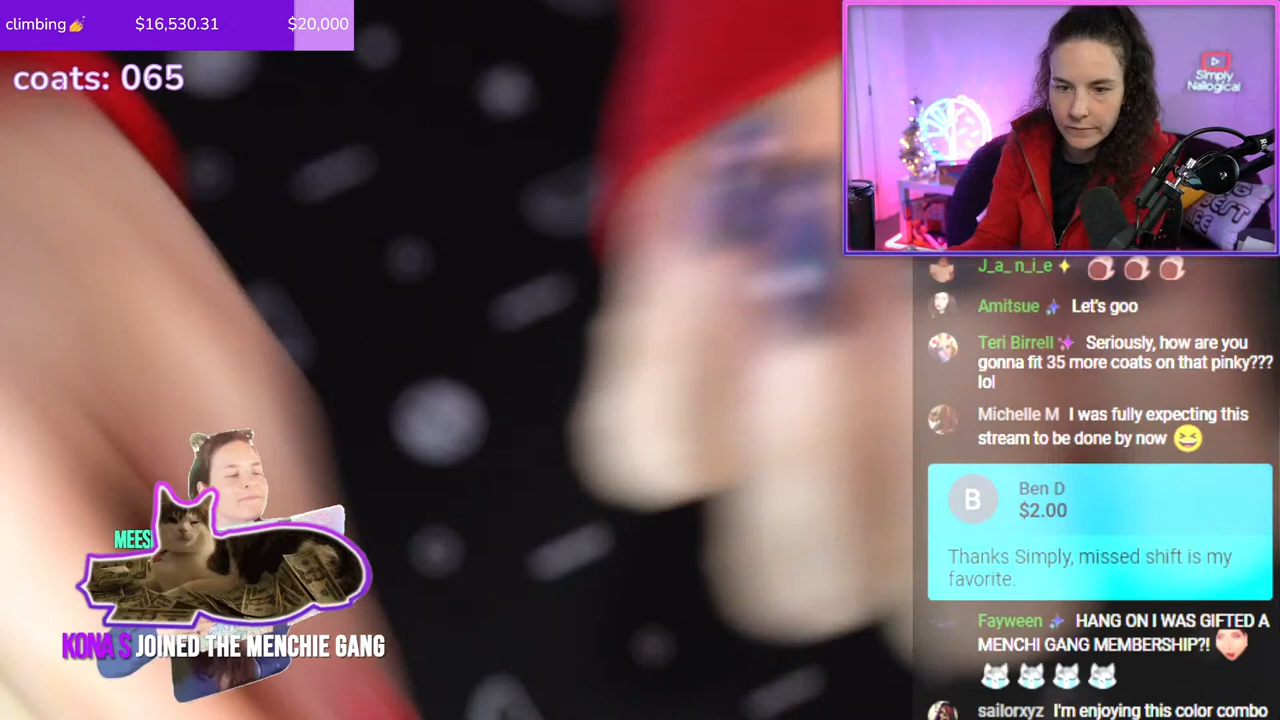 climbing💅 $16,530.31 $20,000
coats: 065
Simply
Nailogical
J_a_ n_i_e
Amitsue Let's goo
Teri Birrell Seriously, how are you
gonna fit 35 more coats on that pinky???
lol
Michelle M I was fully expecting this
stream to be done by now 😆
B
Ben D
$2.00
Thanks Simply, missed shift is my
favorite.
Fayween HANG ON I WAS GIFTED A
MENCHI GANG MEMBERSHIP?!
sailorxyz I'm enjoying this color combo
MEES
KONA S JOINED THE MENCHIE GANG